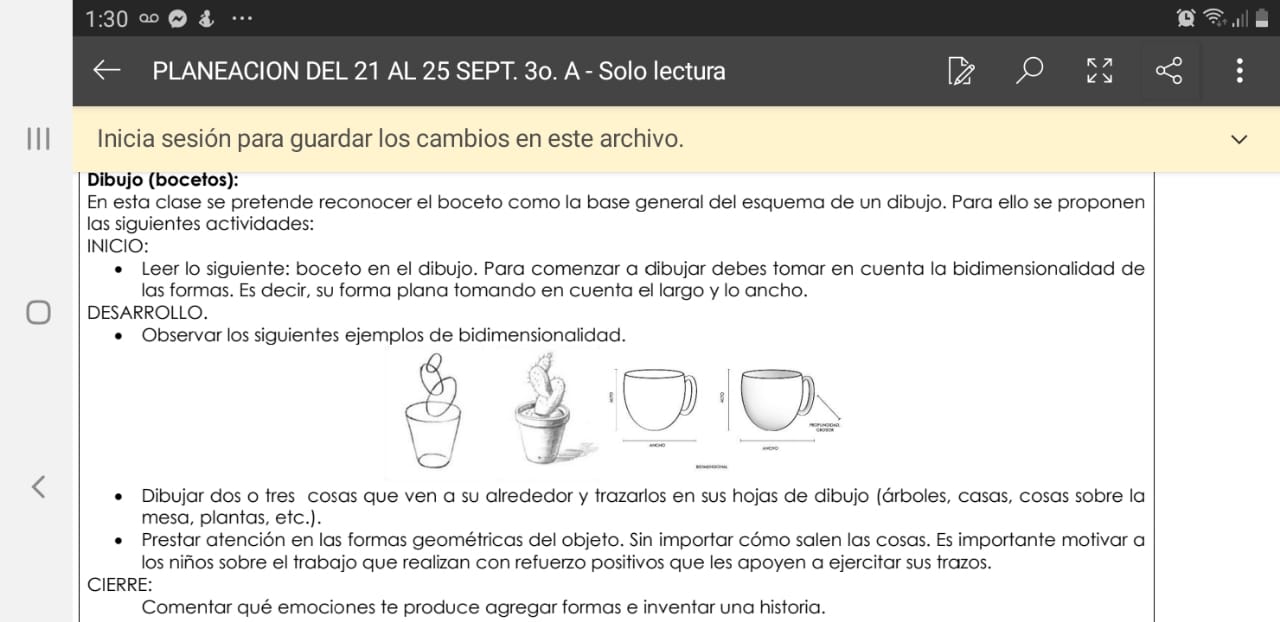 1:30
PLANEACION DEL 21 AL 25 SEPT. 3o. A - Solo lectura
Inicia sesión para guardar los cambios en este archivo.
Dibujo (bocetos):
En esta clase se pretende reconocer el boceto como la base general del esquema de un dibujo. Para ello se proponen
las siguientes actividades:
INICIO:
• Leer lo siguiente: boceto en el dibujo. Para comenzar a dibujar debes tomar en cuenta la bidimensionalidad de
las formas. Es decir, su forma plana tomando en cuenta el largo y lo ancho.
DESARROLLO.
• Observar los siguientes ejemplos de bidimensionalidad.
ALTO
ANCHO
ALTO
PROFUNDIDAD,
GROSOR
ANCHO
BIDIMENSIONAL
• Dibujar dos o tres cosas que ven a su alrededor y trazarlos en sus hojas de dibujo (árboles, casas, cosas sobre la
mesa, plantas, etc.).
• Prestar atención en las formas geométricas del objeto. Sin importar cómo salen las cosas. Es importante motivar a
los niños sobre el trabajo que realizan con refuerzo positivos que les apoyen a ejercitar sus trazos.
CIERRE:
Comentar qué emociones te produce agregar formas e inventar una historia.